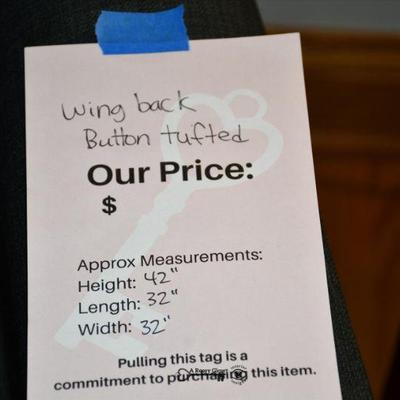 Wing back
Button tufted
Our Price:
$
Approx Measurements:
Height: 42"
Length: 32"
Width: 32"
Pulling this tag is a
commitment to purchasing this item.